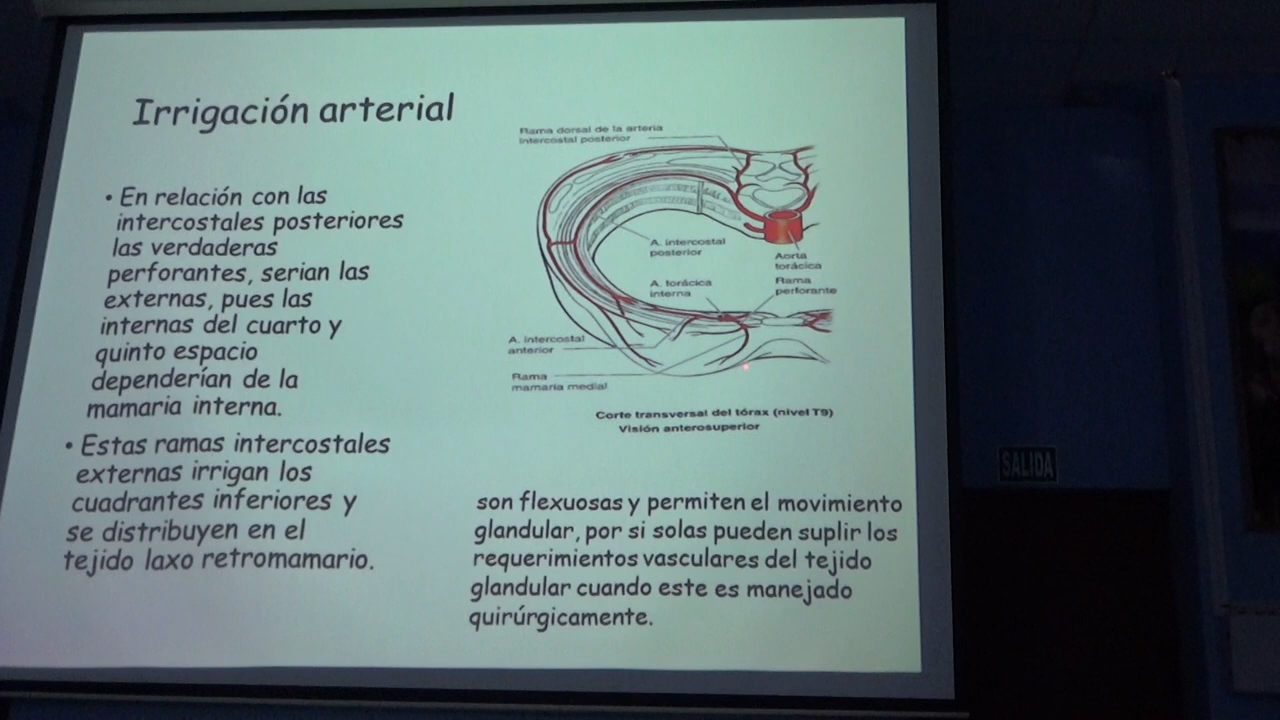 Irrigación arterial
• En relación con las
intercostales posteriores
las verdaderas
perforantes, serian las
externas, pues las
internas del cuarto y
quinto espacio
dependerían de la
mamaria interna.
• Estas ramas intercostales
externas irrigan los
cuadrantes inferiores y
se distribuyen en el
tejido laxo retromamario.
Rama dorsal de la arteria
intercostal posterior
A. intercostal
posterior
Aorta
torácica
A. torácica
interna
Rama
perforante
A. intercostal
anterior
Rama
mamaria medial
Corte transversal del tórax (nivel T9)
Visión anterosuperior
son flexuosas y permiten el movimiento
glandular, por si solas pueden suplir los
requerimientos vasculares del tejido
glandular cuando este es manejado
quirúrgicamente.
SALIDA